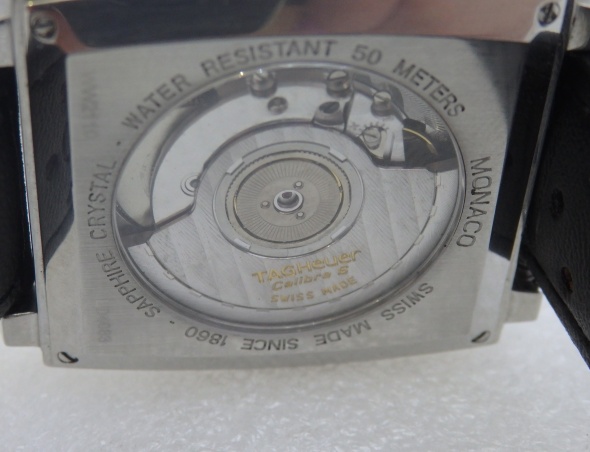 WATER RESISTANT 50 METERS
MONACO
SWISS MADE SINCE 1860 - SAPPHIRE CRYSTAL -
TAGHeuer
Calibre 6
SWISS MADE